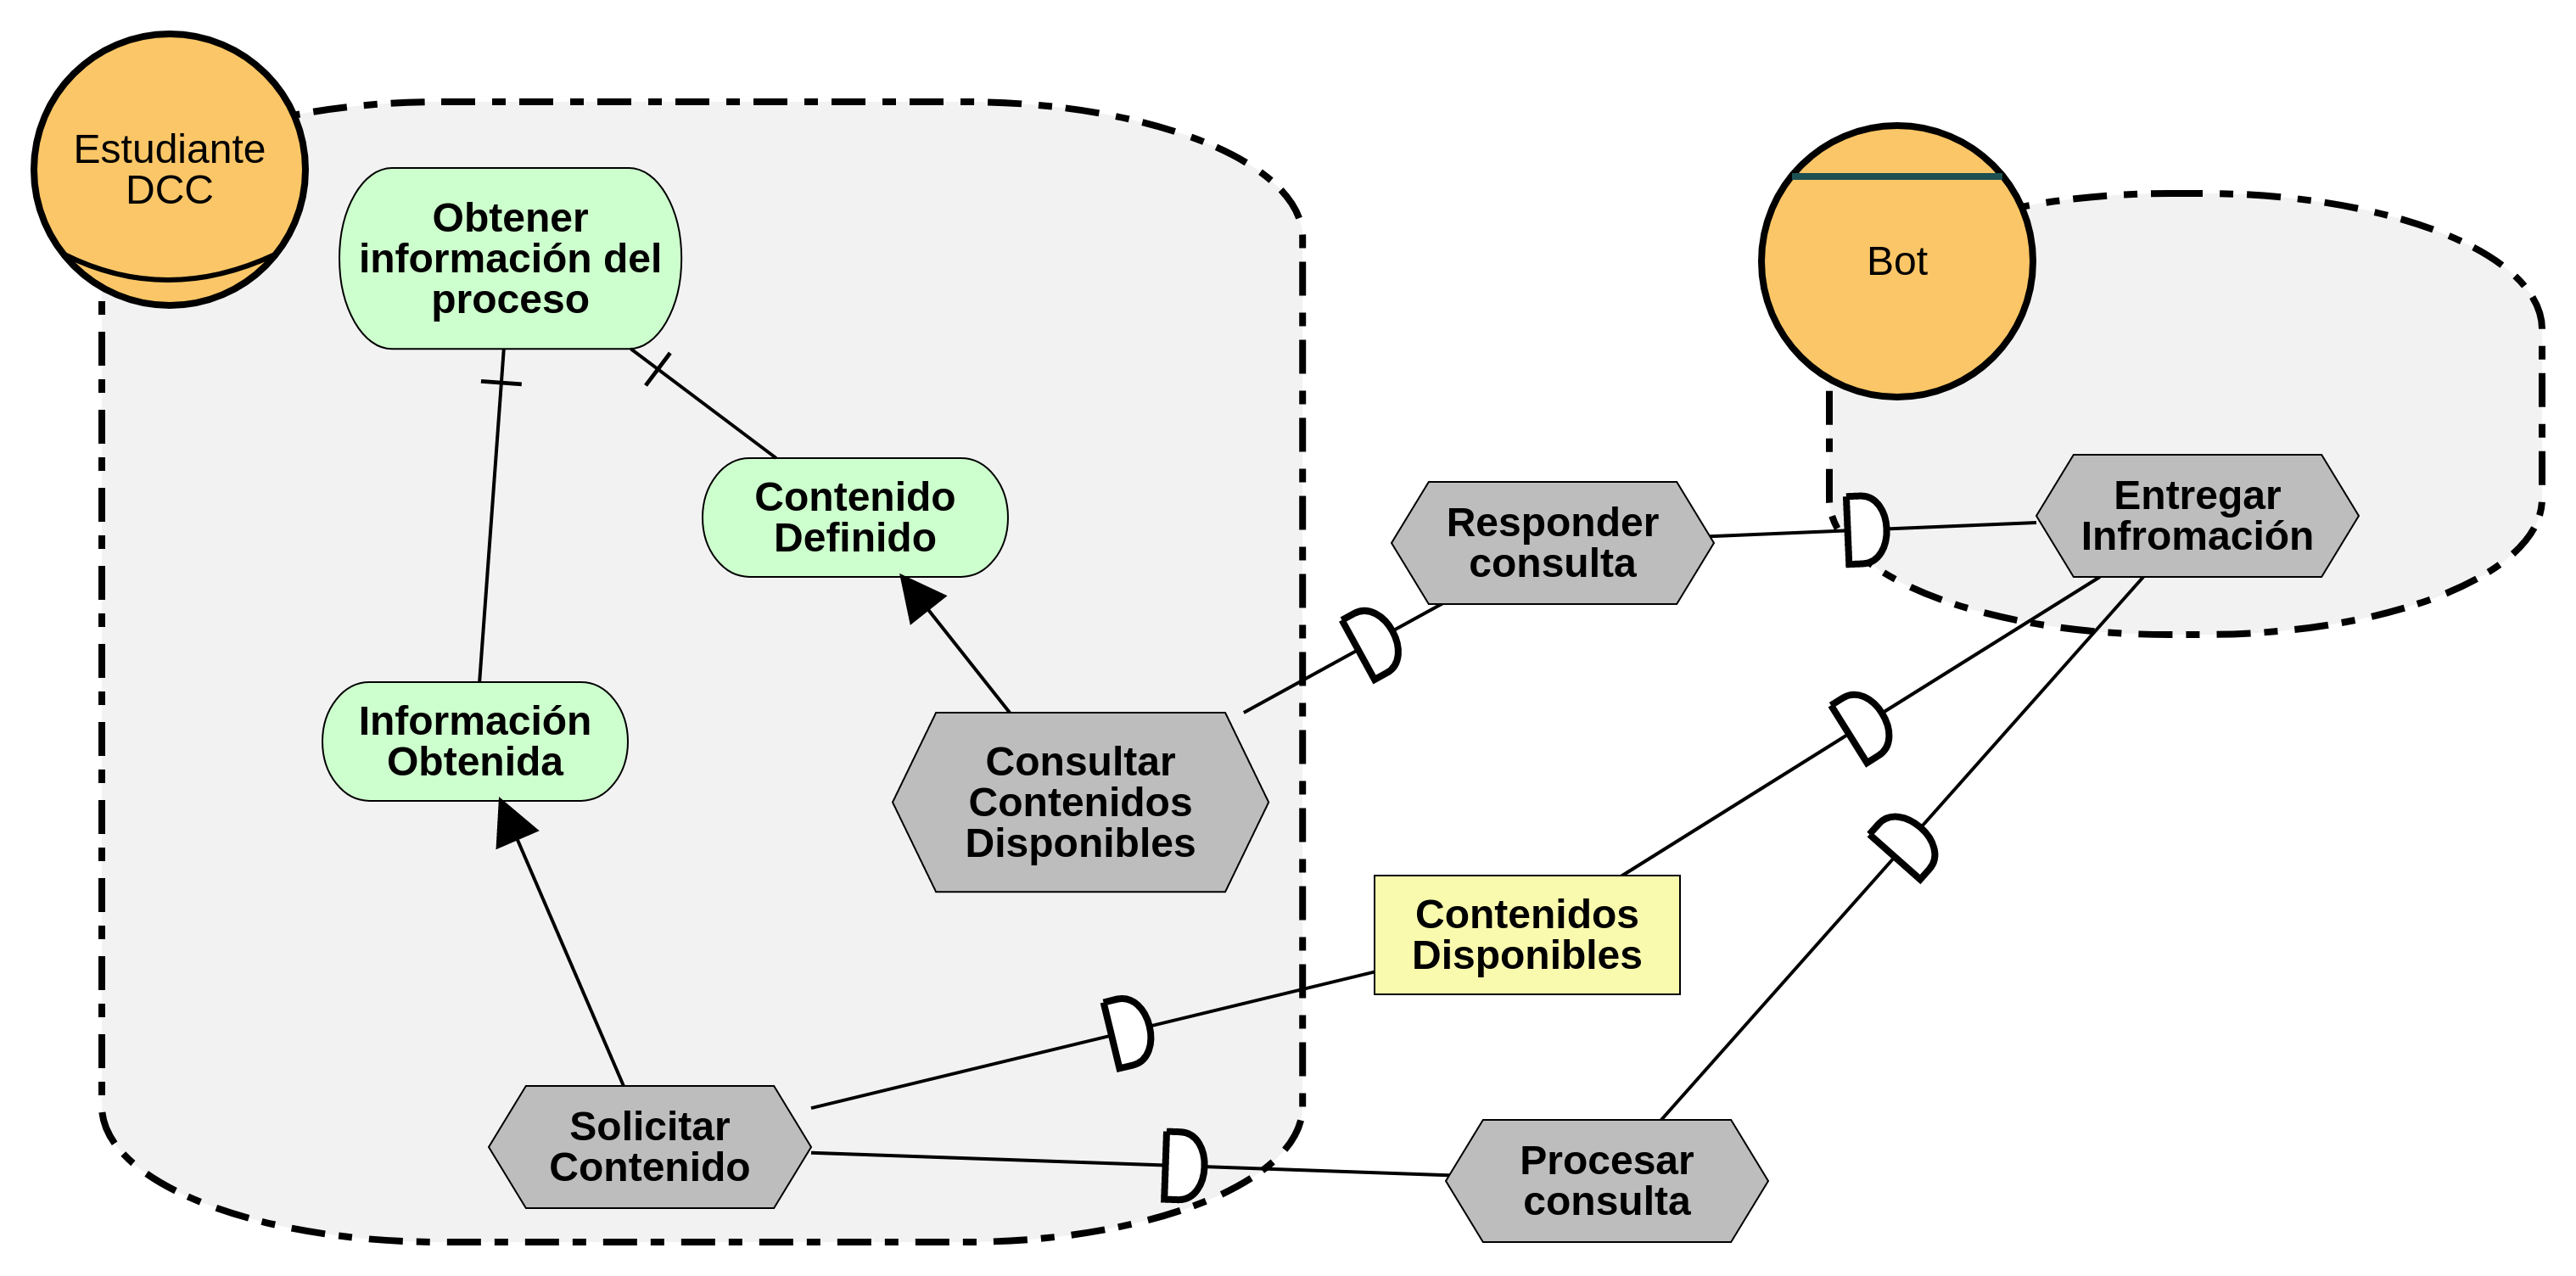 Estudiante
DCC
Obtener
información del
proceso
Bot
Contenido
Definido
Responder
consulta
Entregar
Infromación
Información
Obtenida
Consultar
Contenidos
Disponibles
Contenidos
Disponibles
Solicitar
Contenido
Procesar
consulta